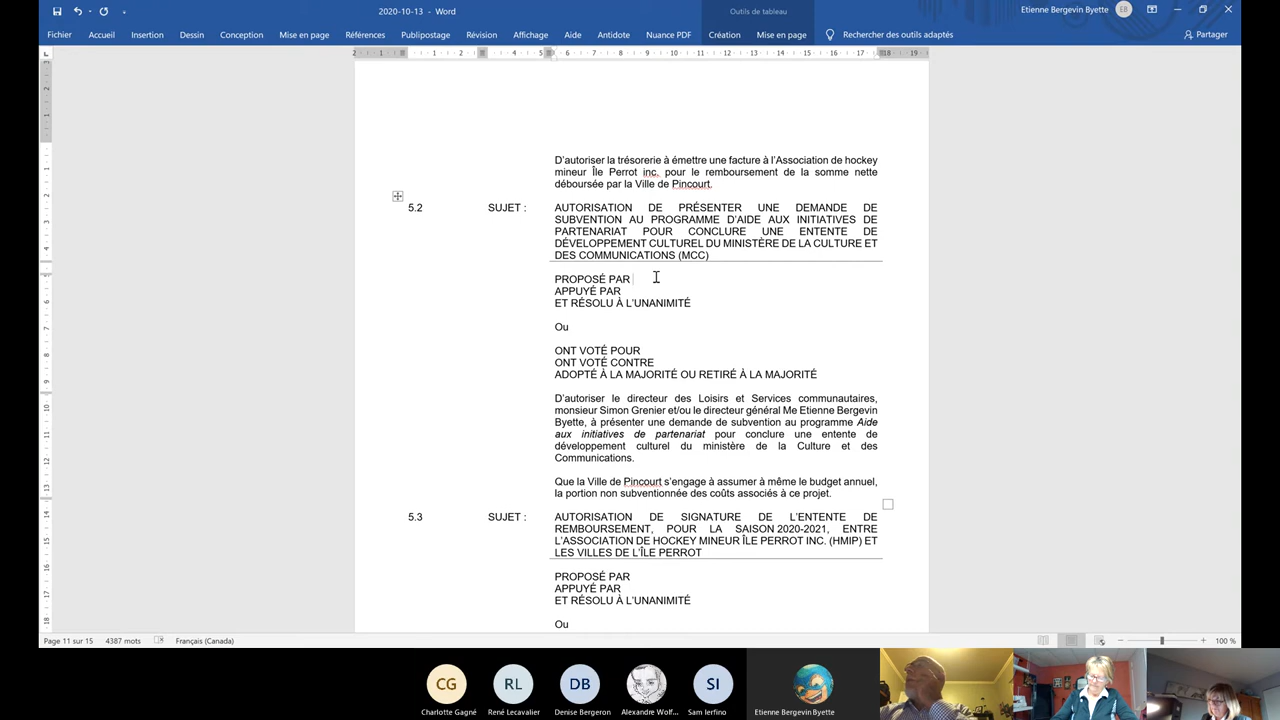 2020-10-13 - Word
Outils de tableau
Etienne Bergevin Byette
EB
Fichier Accueil Insertion Dessin Conception Mise en page Références Publipostage Révision Affichage Aide Antidote Nuance PDF Création Mise en page Rechercher des outils adaptés Partager
D'autoriser la trésorerie à émettre une facture à l'Association de hockey
mineur Île Perrot inc. pour le remboursement de la somme nette
déboursée par la Ville de Pincourt.
5.2 SUJET : AUTORISATION DE PRÉSENTER UNE DEMANDE DE
SUBVENTION AU PROGRAMME D'AIDE AUX INITIATIVES DE
PARTENARIAT POUR CONCLURE UNE ENTENTE DE
DÉVELOPPEMENT CULTUREL DU MINISTÈRE DE LA CULTURE ET
DES COMMUNICATIONS (MCC)
PROPOSÉ PAR
APPUYÉ PAR
ET RÉSOLU À L'UNANIMITÉ
Ou
ONT VOTÉ POUR
ONT VOTÉ CONTRE
ADOPTÉ À LA MAJORITÉ OU RETIRÉ À LA MAJORITÉ
D'autoriser le directeur des Loisirs et Services communautaires,
monsieur Simon Grenier et/ou le directeur général Me Etienne Bergevin
Byette, à présenter une demande de subvention au programme Aide
aux initiatives de partenariat pour conclure une entente de
développement culturel du ministère de la Culture et des
Communications.
Que la Ville de Pincourt s'engage à assumer à même le budget annuel,
la portion non subventionnée des coûts associés à ce projet.
5.3 SUJET : AUTORISATION DE SIGNATURE DE L'ENTENTE DE
REMBOURSEMENT, POUR LA SAISON 2020-2021, ENTRE
L'ASSOCIATION DE HOCKEY MINEUR ÎLE PERROT INC. (HMIP) ET
LES VILLES DE L'ÎLE PERROT
PROPOSÉ PAR
APPUYÉ PAR
ET RÉSOLU À L'UNANIMITÉ
Ou
Page 11 sur 15 4387 mots Français (Canada) 100 %
CG RL DB SI
Charlotte Gagné René Lecavalier Denise Bergeron Alexandre Wolf... Sam Ierfino Etienne Bergevin Byette